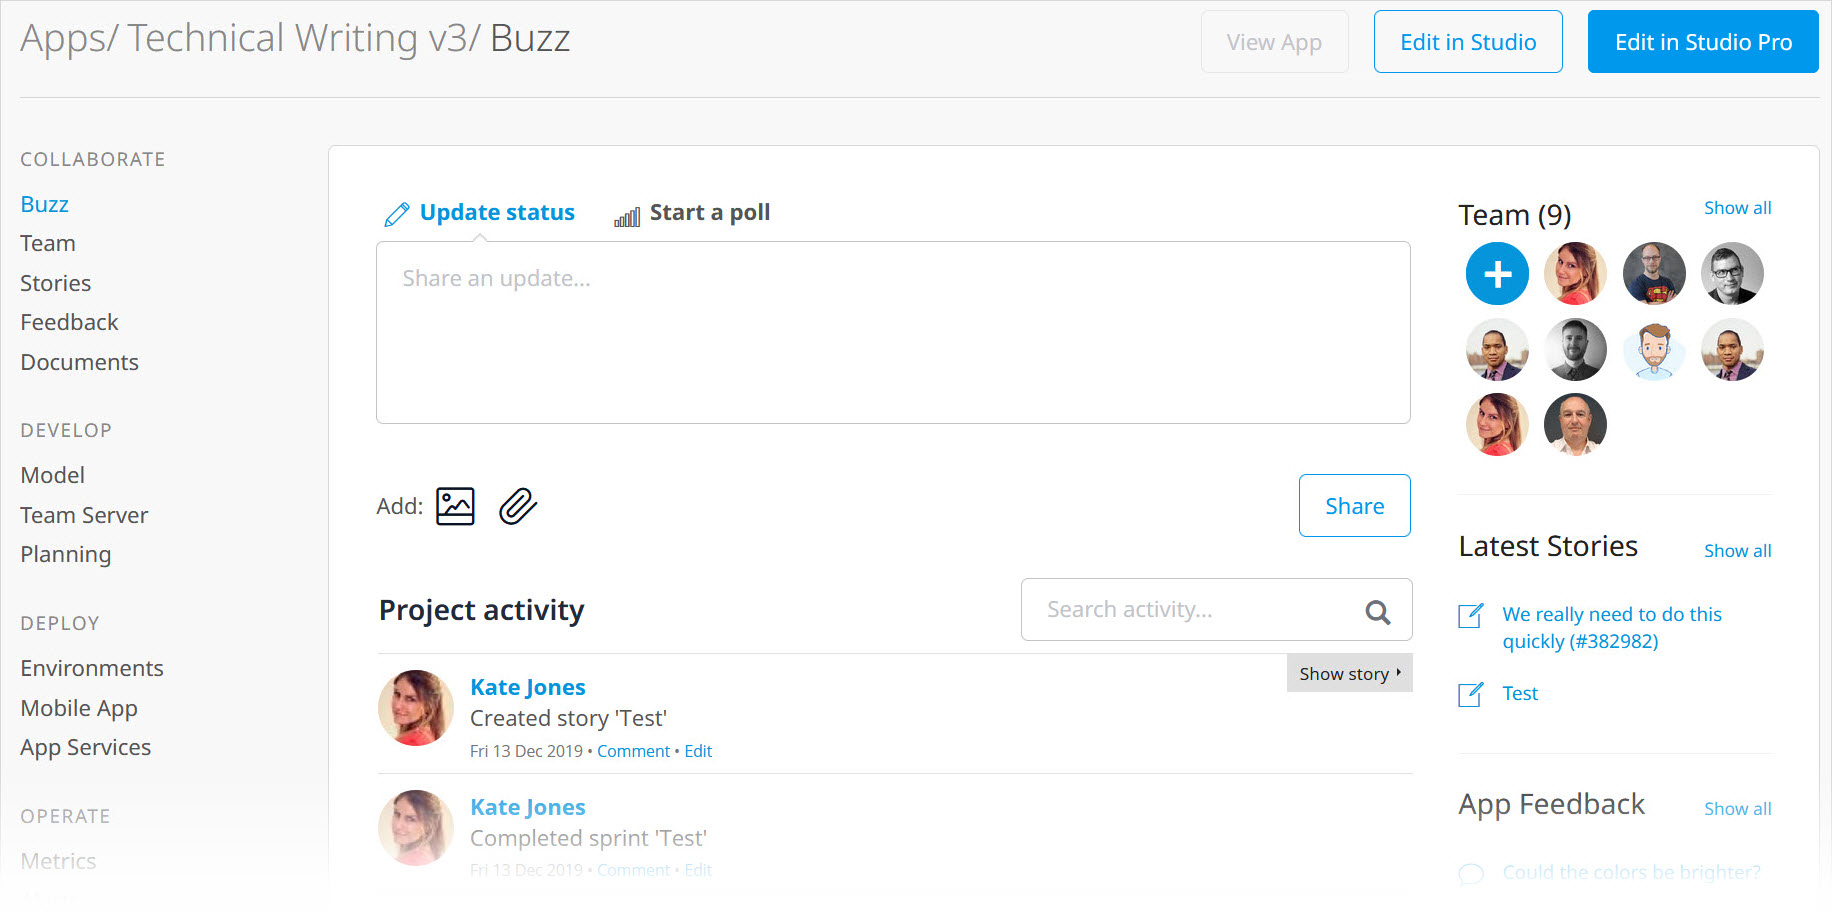 Apps/ Technical Writing v3/ Buzz
View App
Edit in Studio
Edit in Studio Pro
COLLABORATE
Buzz
Team
Stories
Feedback
Documents
DEVELOP
Model
Team Server
Planning
DEPLOY
Environments
Mobile App
App Services
OPERATE
Metrics
Update status
Start a poll
Share an update...
Add:
Share
Project activity
Search activity...
Show story
Kate Jones
Created story 'Test'
Fri 13 Dec 2019 • Comment • Edit
Kate Jones
Completed sprint 'Test'
Fri 13 Dec 2019 • Comment • Edit
Team (9)
Show all
Latest Stories
Show all
We really need to do this
quickly (#382982)
Test
App Feedback
Show all
Could the colors be brighter?